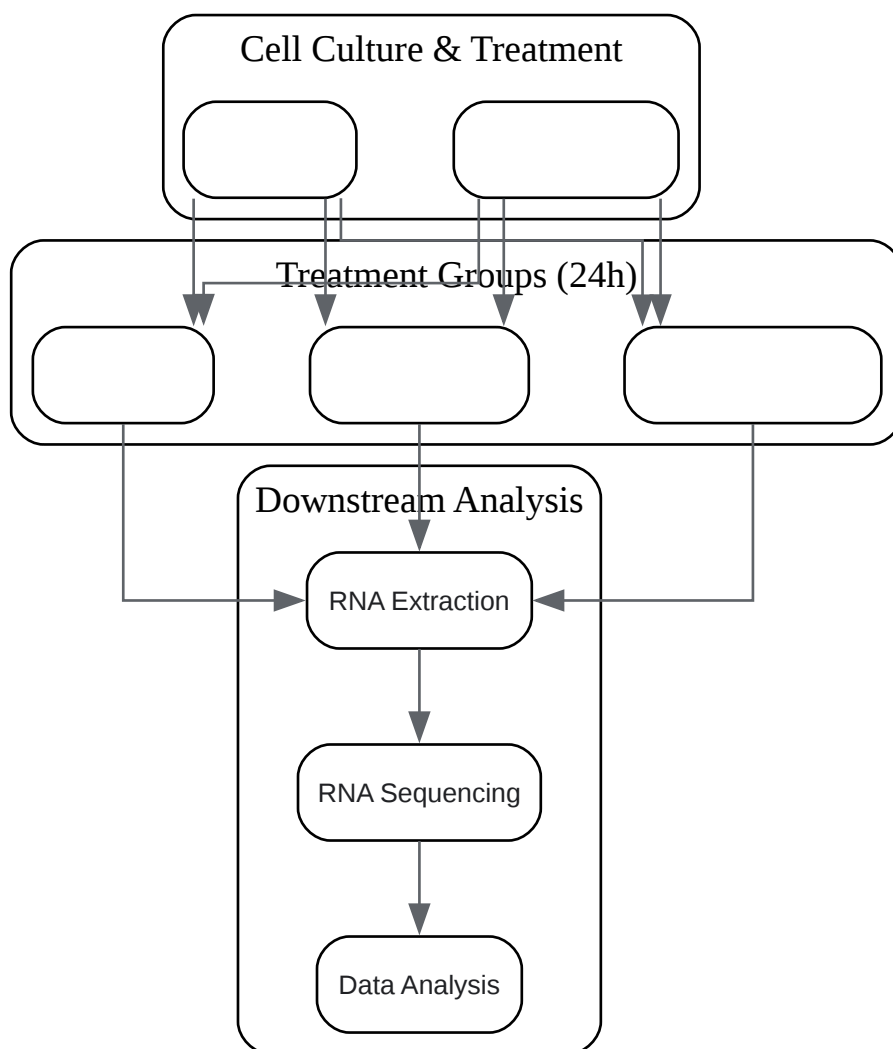 Cell Culture & Treatment
Treatment Groups (24h)
Downstream Analysis
RNA Extraction
RNA Sequencing
Data Analysis